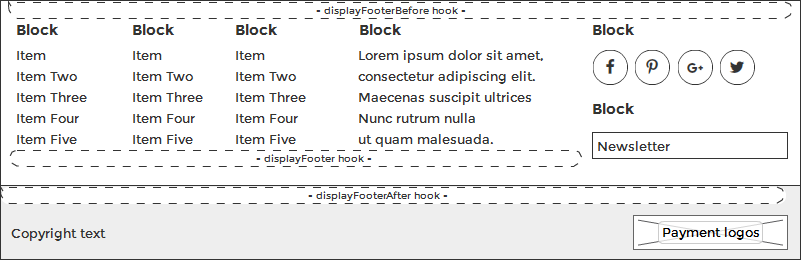 - displayFooterBefore hook -
Block
Item
Item Two
Item Three
Item Four
Item Five
Block
Item
Item Two
Item Three
Item Four
Item Five
Block
Item
Item Two
Item Three
Item Four
Item Five
Block
Lorem ipsum dolor sit amet,
consectetur adipiscing elit.
Maecenas suscipit ultrices
Nunc rutrum nulla
ut quam malesuada.
Block
Block
Newsletter
- displayFooter hook -
- displayFooterAfter hook -
Copyright text
Payment logos